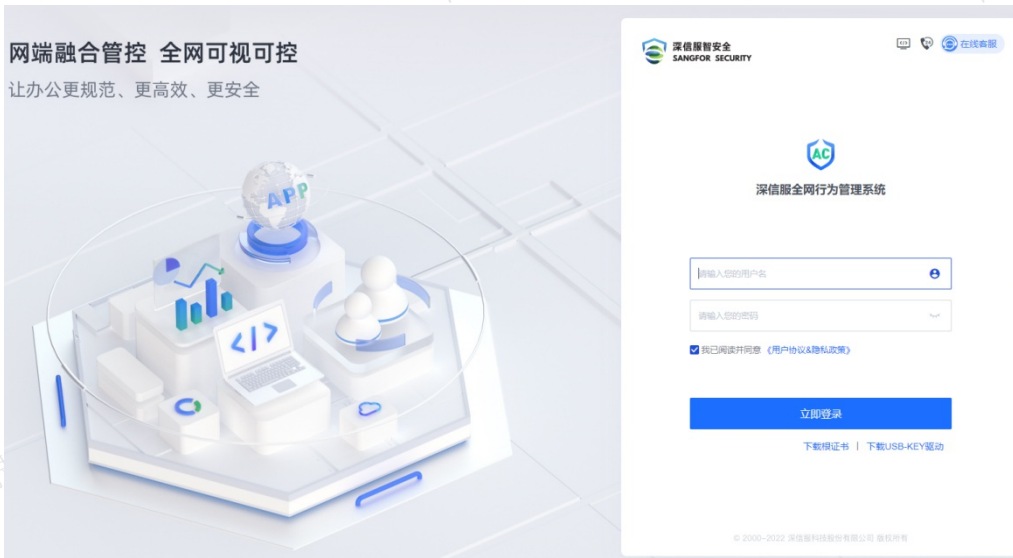 网端融合管控 全网可视可控
让办公更规范、更高效、更安全
APP
</>
深信服智安全
SANGFOR SECURITY
在线客服
AC
深信服全网行为管理系统
请输入您的用户名
请输入您的密码
我已阅读并同意 《用户协议&隐私政策》
立即登录
下载根证书 | 下载USB-KEY驱动
© 2000-2022 深信服科技股份有限公司 版权所有